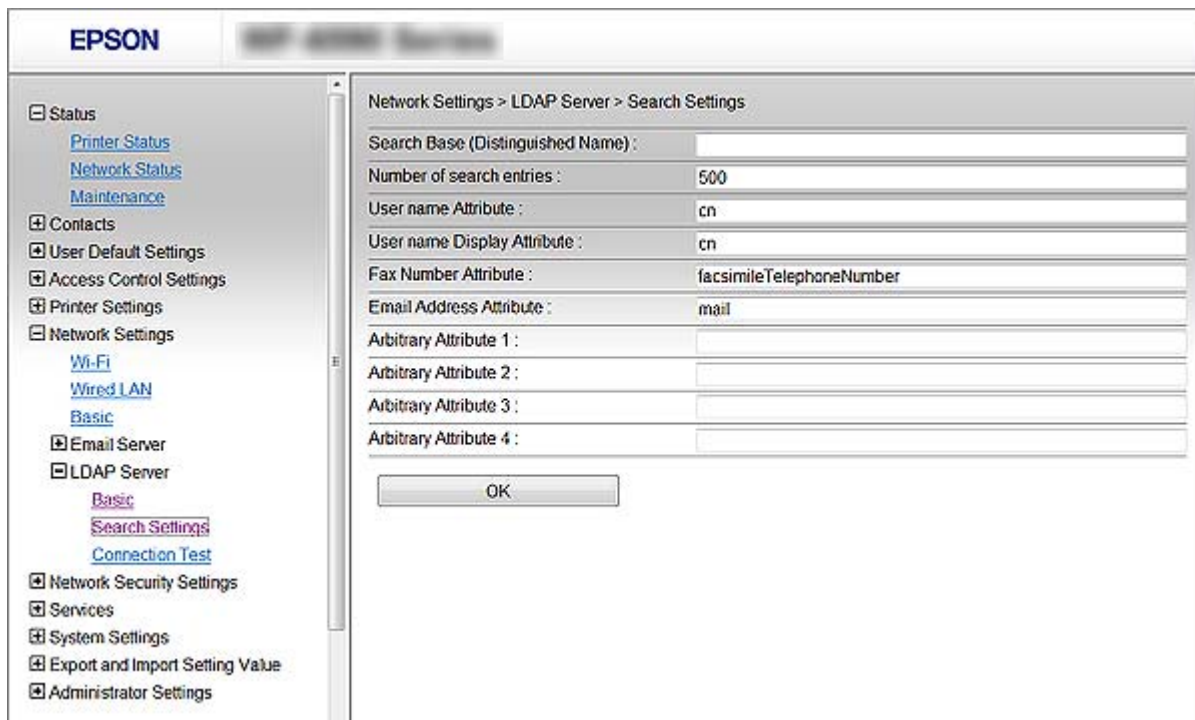 EPSON
Status
Printer Status
Network Status
Maintenance
Contacts
User Default Settings
Access Control Settings
Printer Settings
Network Settings
Wi-Fi
Wired LAN
Basic
Email Server
LDAP Server
Basic
Search Settings
Connection Test
Network Security Settings
Services
System Settings
Export and Import Setting Value
Administrator Settings
Network Settings > LDAP Server > Search Settings
Search Base (Distinguished Name) :
Number of search entries : 500
User name Attribute : cn
User name Display Attribute : cn
Fax Number Attribute : facsimileTelephoneNumber
Email Address Attribute : mail
Arbitrary Attribute 1 :
Arbitrary Attribute 2 :
Arbitrary Attribute 3 :
Arbitrary Attribute 4 :
OK